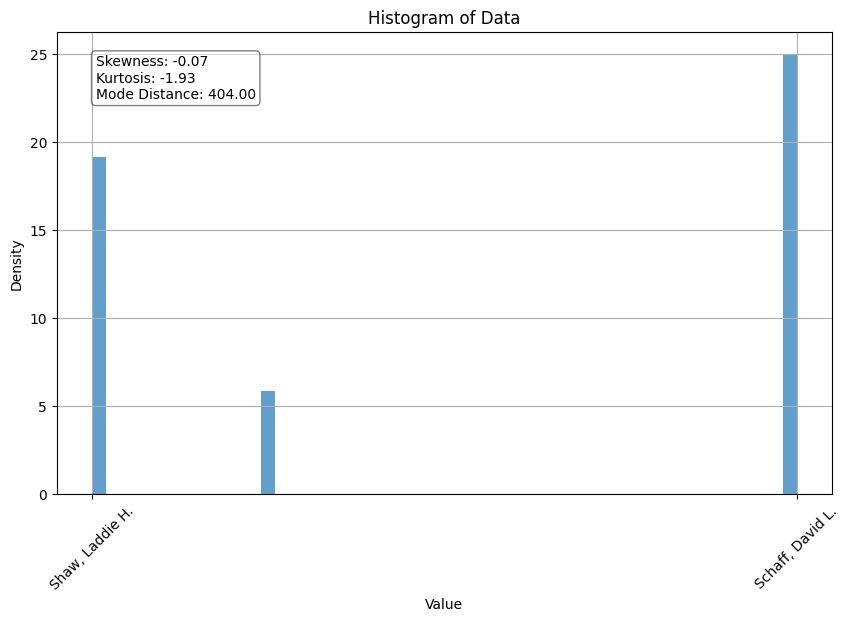 Histogram of Data
Skewness: -0.07
Kurtosis: -1.93
Mode Distance: 404.00
Density
25
20
15
10
5
0
Shaw, Laddie H.
Schaff, David L.
Value